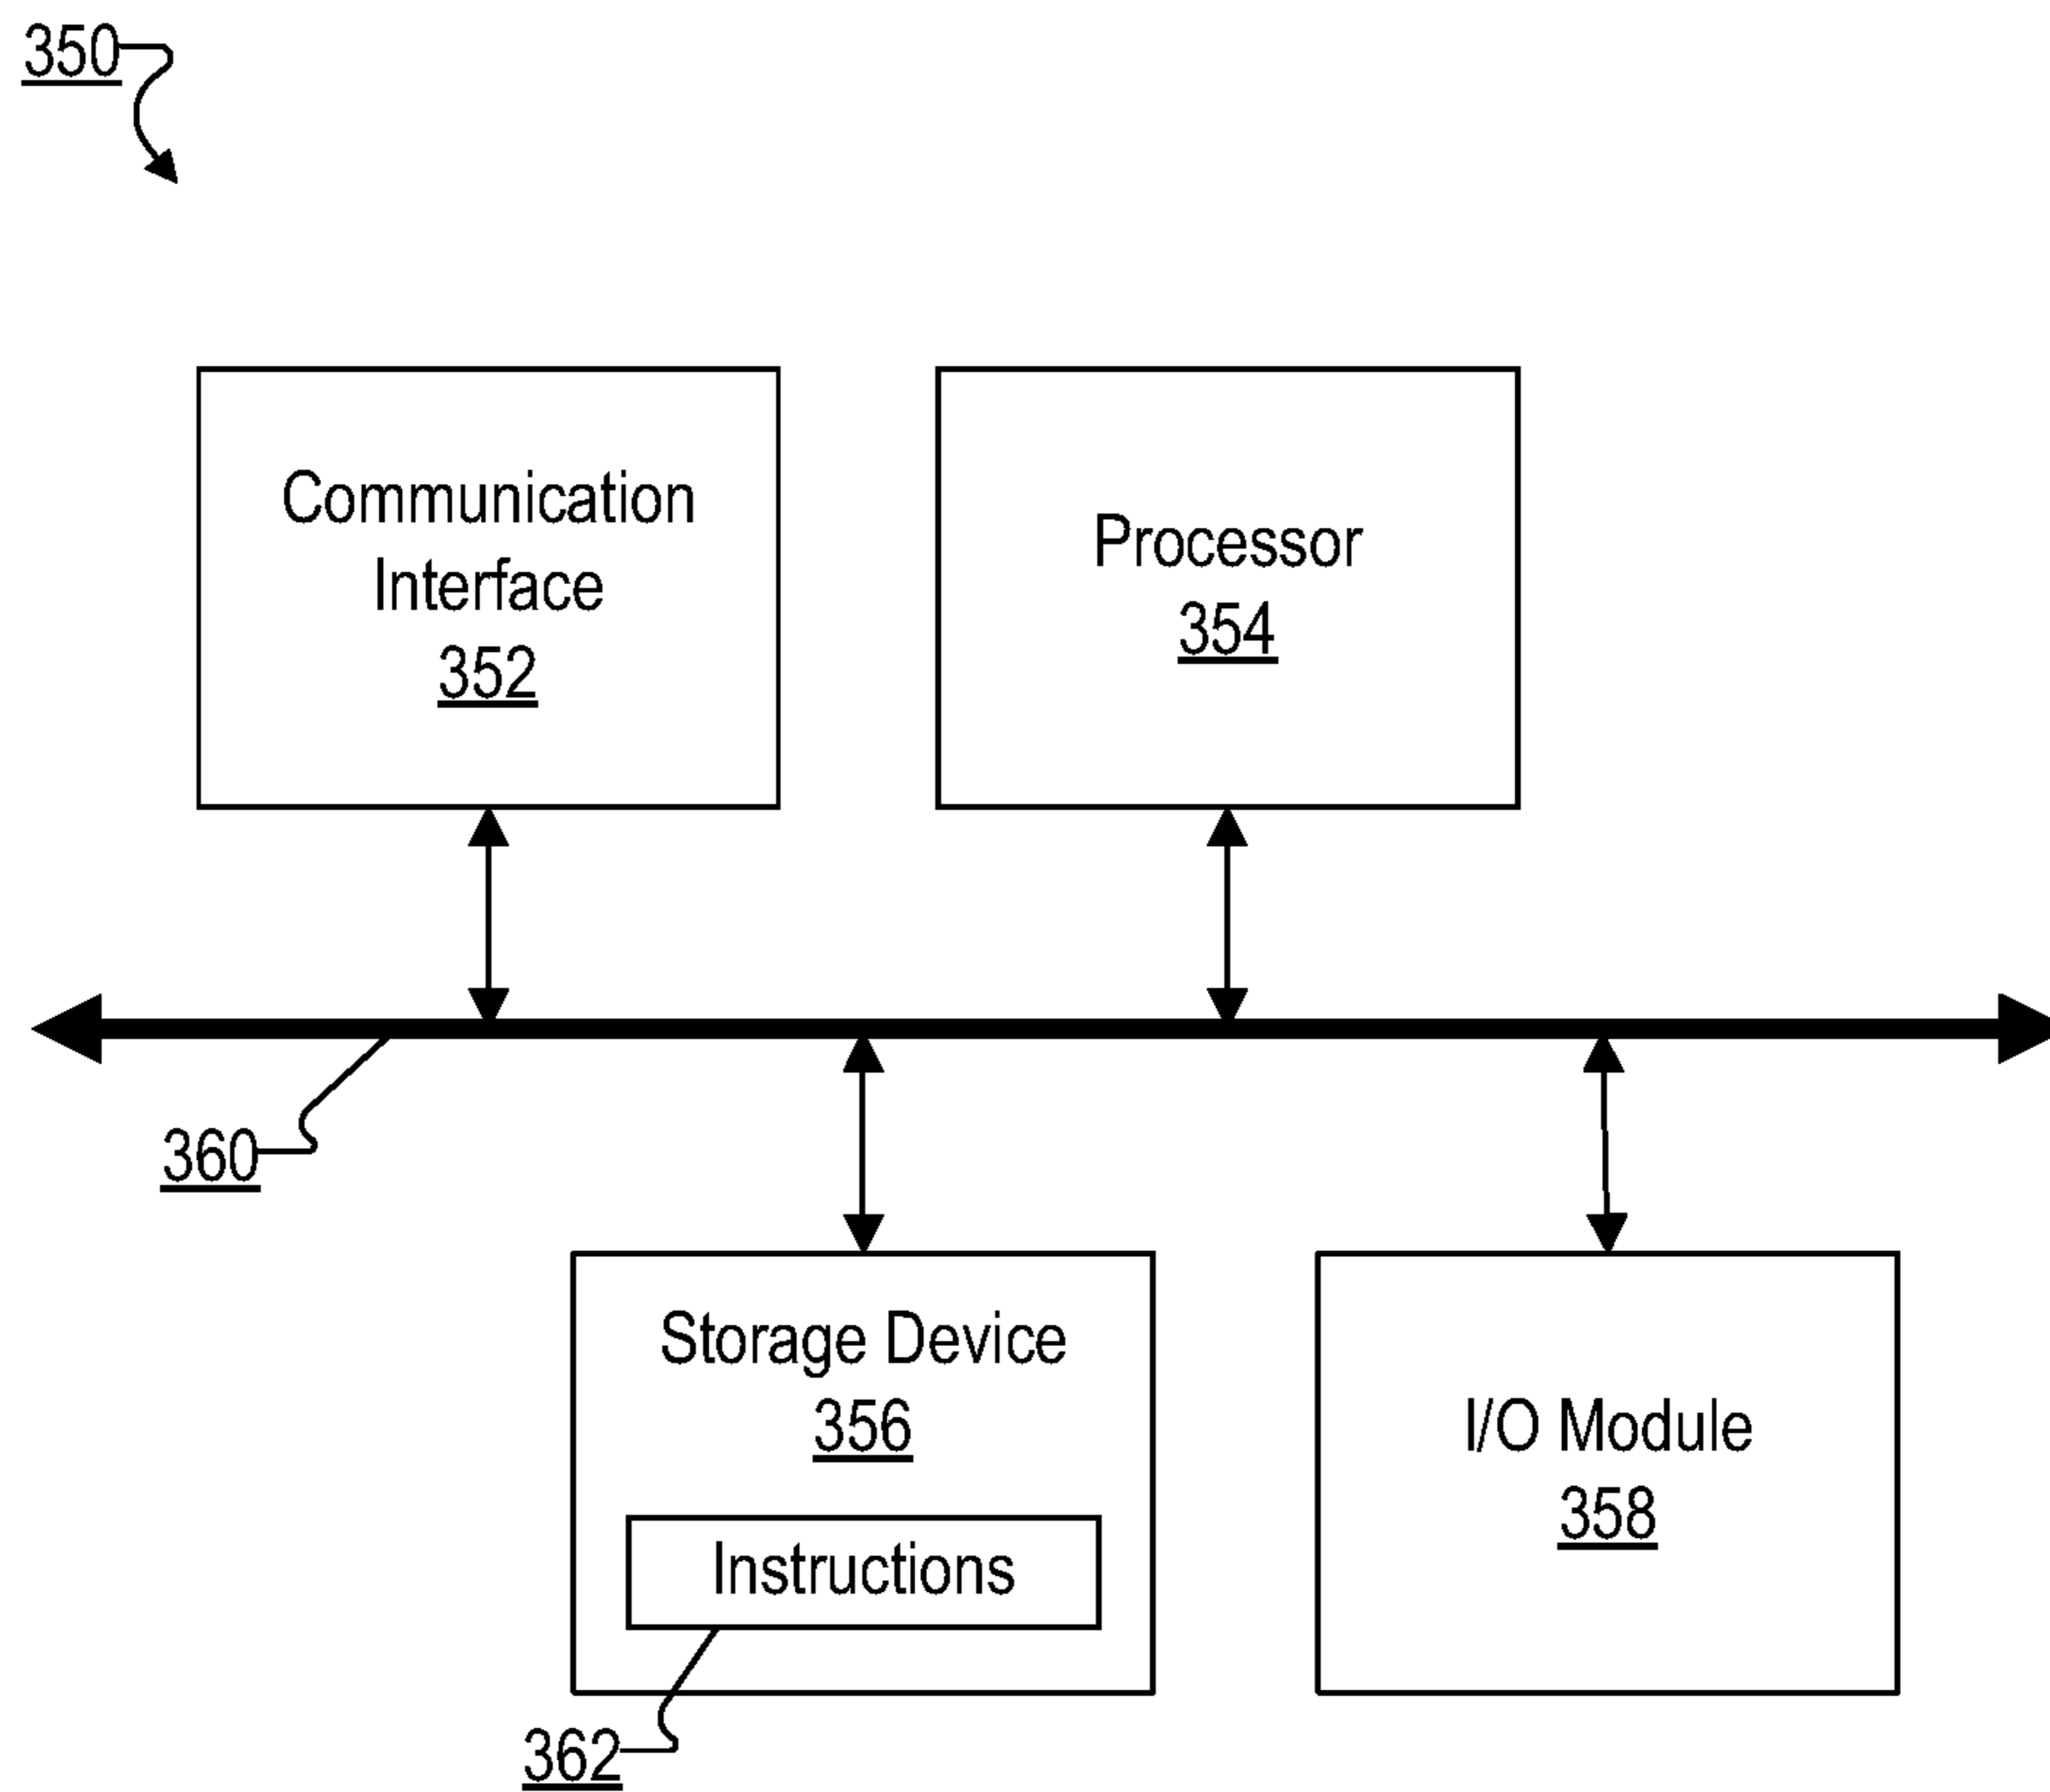 350
Communication
Interface
352
Processor
354
360
Storage Device
356
Instructions
362
I/O Module
358